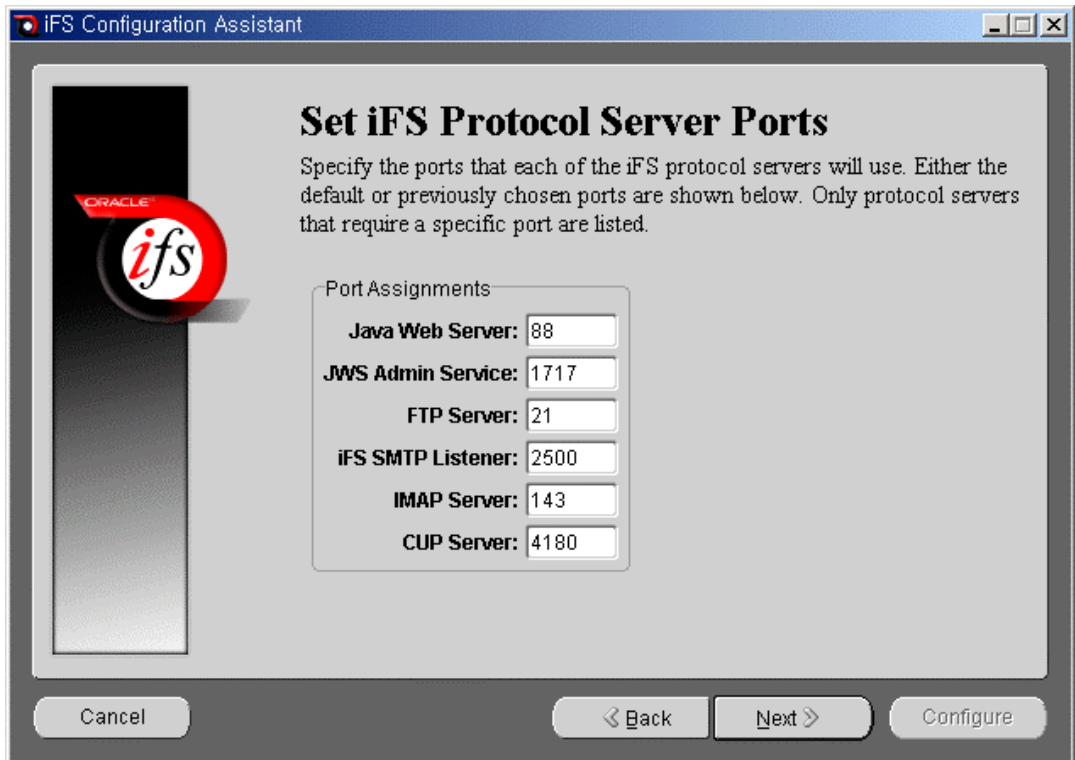 iFS Configuration Assistant
Set iFS Protocol Server Ports
Specify the ports that each of the iFS protocol servers will use. Either the
default or previously chosen ports are shown below. Only protocol servers
that require a specific port are listed.
ORACLE
ifs
Port Assignments
Java Web Server: 88
JWS Admin Service: 1717
FTP Server: 21
iFS SMTP Listener: 2500
IMAP Server: 143
CUP Server: 4180
Cancel
Back
Next
Configure